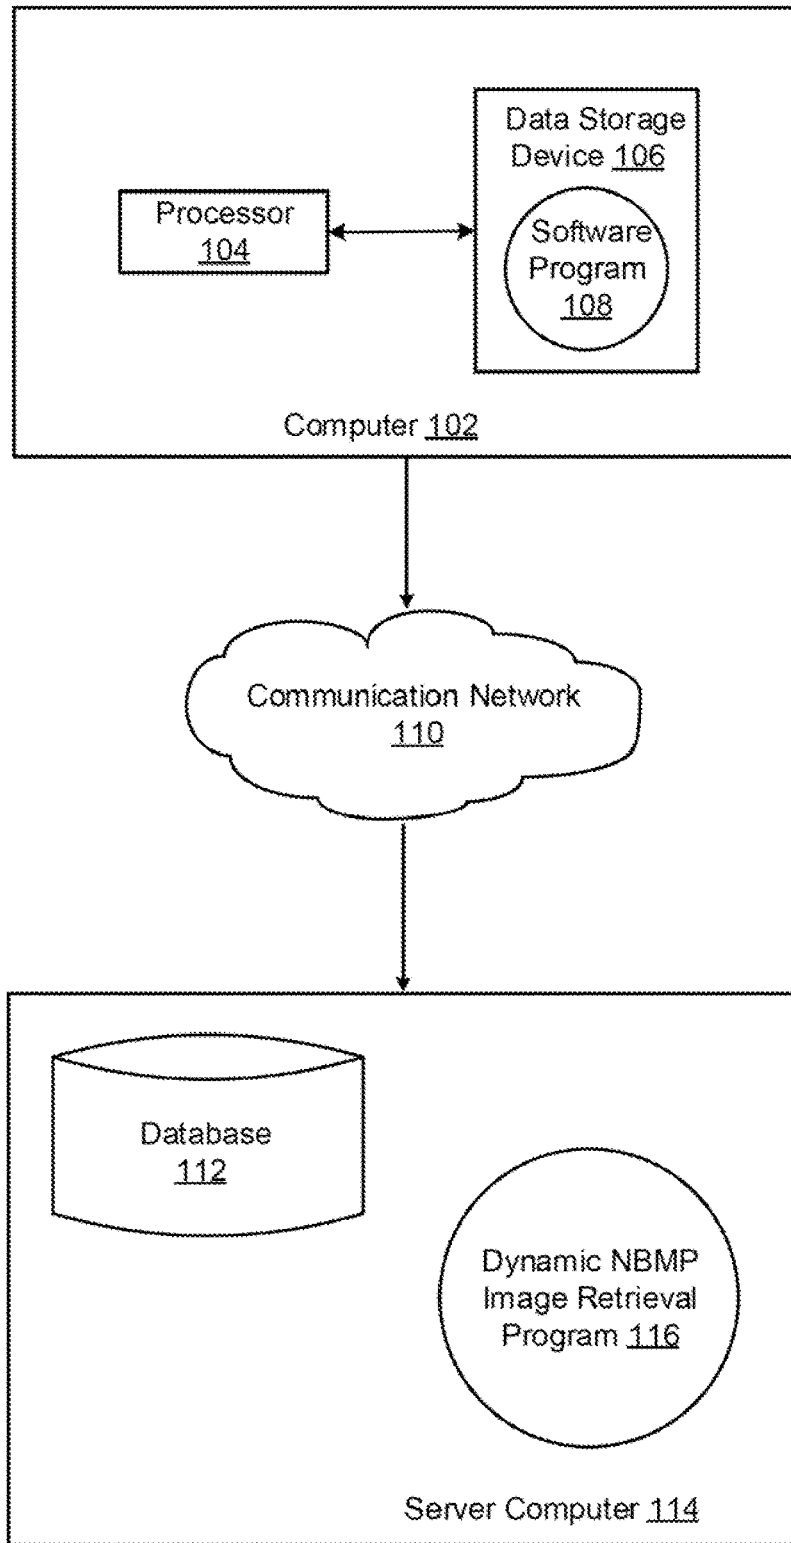 Data Storage
Device 106
Processor
104
Software
Program
108
Computer 102
Communication Network
110
Database
112
Dynamic NBMP
Image Retrieval
Program 116
Server Computer 114